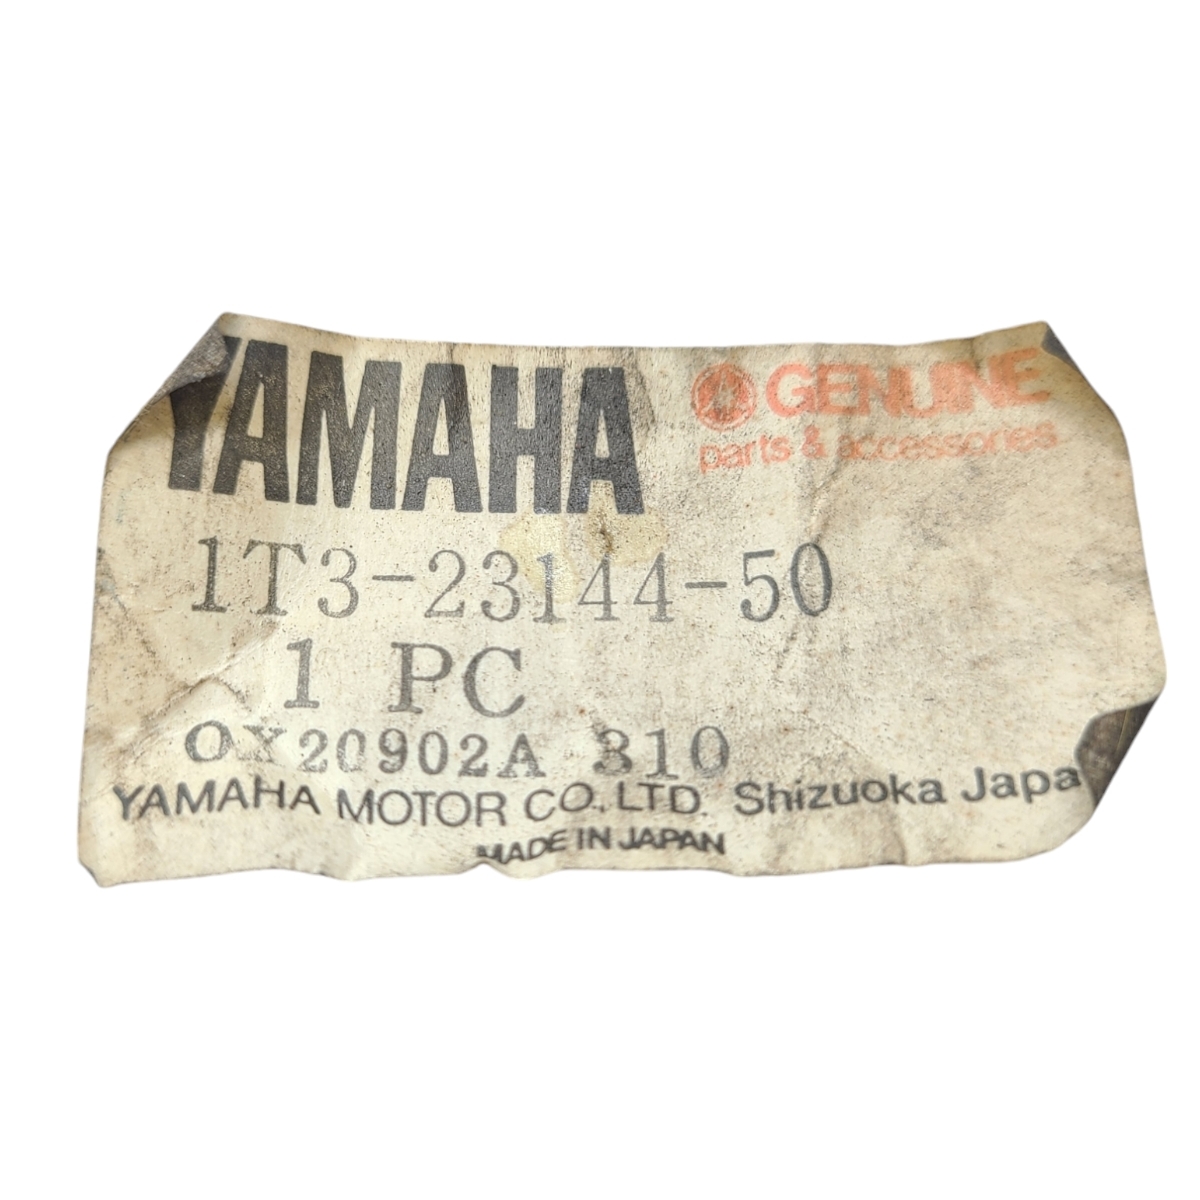 YAMAHA GENUINE
parts & accessories
1T3-23144-50
1 PC
OX20902A 310
YAMAHA MOTOR CO., LTD. Shizuoka Japa
MADE IN JAPAN